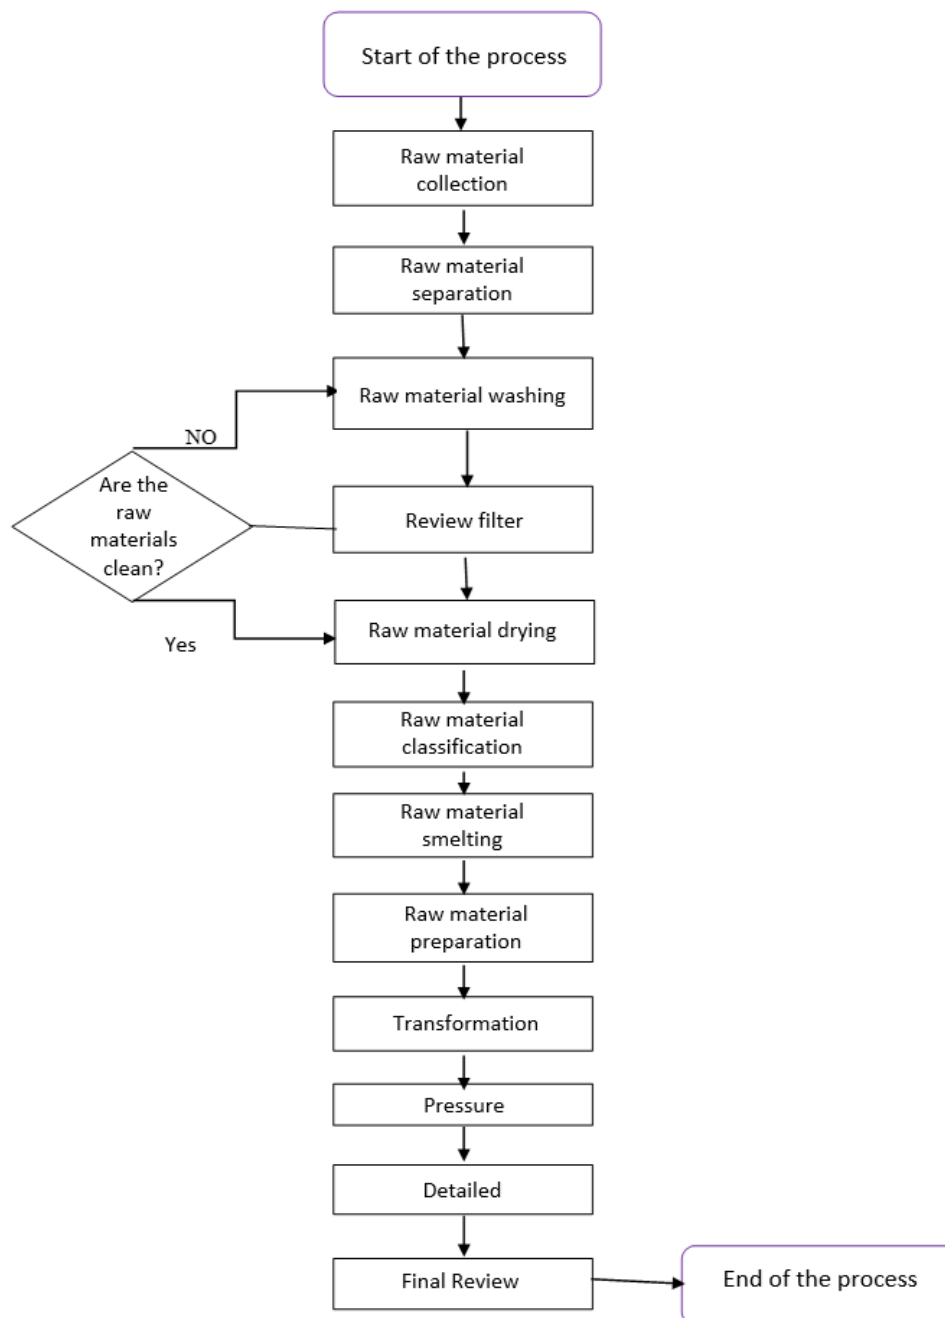 Start of the process
Raw material
collection
Raw material
separation
Raw material washing
NO
Are the
raw
materials
clean?
Review filter
Yes
Raw material drying
Raw material
classification
Raw material
smelting
Raw material
preparation
Transformation
Pressure
Detailed
Final Review
End of the process